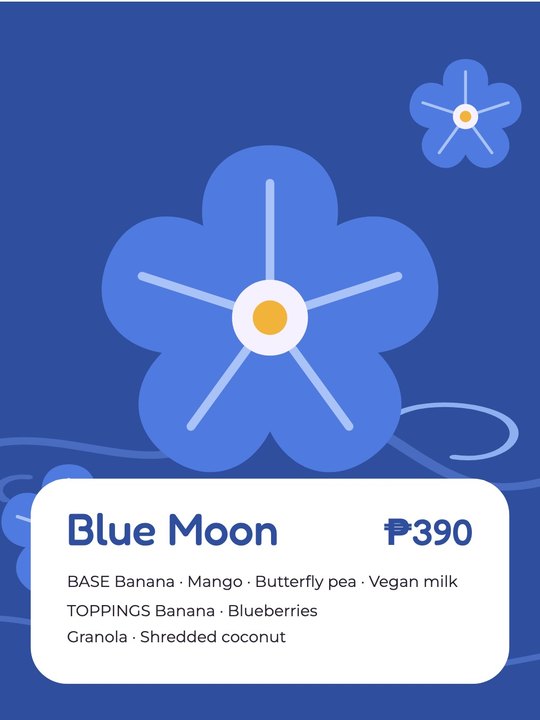 Blue Moon ₱390
BASE Banana · Mango · Butterfly pea · Vegan milk
TOPPINGS Banana · Blueberries
Granola · Shredded coconut